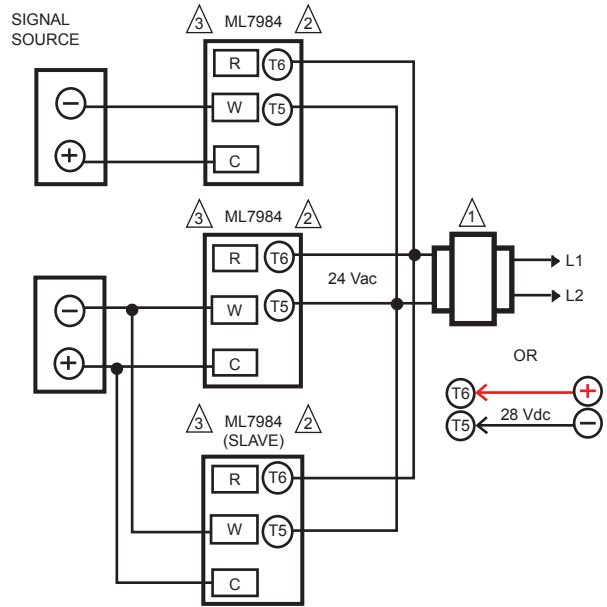 SIGNAL
SOURCE
3 ML7984 2
R T6
− W T5
+ C
3 ML7984 2
1
R T6
24 Vac
L1
− W T5
L2
+ C
OR
T6 +
T5 28 Vdc −
3 ML7984 2
(SLAVE)
R T6
W T5
C